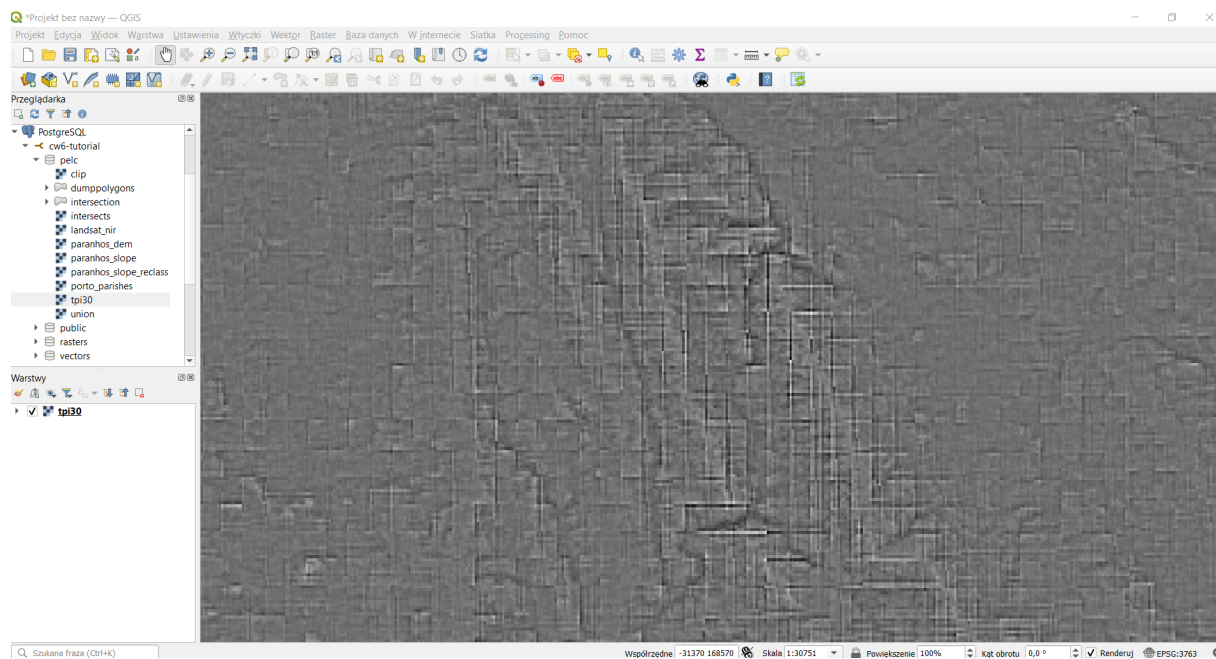 *Projekt bez nazwy — QGIS
Projekt Edycja Widok Warstwa Ustawienia Wtyczki Wektor Raster Baza danych W internecie Siatka Processing Pomoc
Przeglądarka
PostgreSQL
cw6-tutorial
pelc
clip
dumppolygons
intersection
intersects
landsat_nir
paranhos_dem
paranhos_slope
paranhos_slope_reclass
porto_parishes
tpi30
union
public
rasters
vectors
Warstwy
tpi30
Szukana fraza (Ctrl+K) Współrzędne -31370 168570 Skala 1:30751 Powiększenie 100% Kąt obrotu 0,0 ° Renderuj EPSG:3763